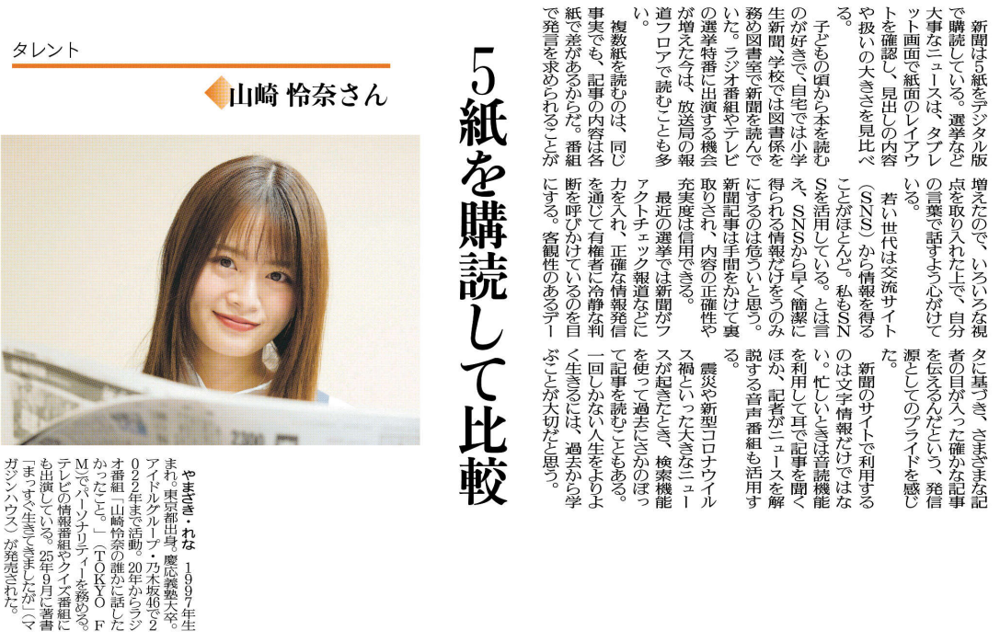 タレント
山崎 怜奈さん
5紙を購読して比較
新聞は5紙をデジタル版
で購読している。選挙など
大事なニュースは、タブレ
ット画面で紙面のレイアウ
トを確認し、見出しの内容
や扱いの大きさを見比べ
る。
子どもの頃から本を読む
のが好きで、自宅では小学
生新聞、学校では図書係を
務め図書室で新聞を読んで
いた。ラジオ番組やテレビ
の選挙特番に出演する機会
が増えた今は、放送局の報
道フロアで読むことも多
い。
複数紙を読むのは、同じ
事実でも、記事の内容は各
紙で差があるからだ。番組
で発言を求められることが
増えたので、いろいろな視
点を取り入れた上で、自分
の言葉で話すよう心がけて
いる。
若い世代は交流サイト
(SNS)から情報を得る
ことがほとんど。私もSN
Sを活用している。とは言
え、SNSから早く簡潔に
得られる情報だけをうのみ
にするのは危ういと思う。
新聞記事は手間をかけて裏
取りされ、内容の正確性や
充実度は信用できる。
最近の選挙では新聞がフ
ァクトチェック報道などに
力を入れ、正確な情報発信
を通じて有権者に冷静な判
断を呼びかけているのを目
にする。客観性のあるデー
タに基づき、さまざまな記
者の目が入った確かな記事
を伝えるんだという、発信
源としてのプライドを感じ
た。
新聞のサイトで利用する
のは文字情報だけではな
い。忙しいときは音読機能
を利用して耳で記事を聞く
ほか、記者がニュースを解
説する音声番組も活用す
る。
震災や新型コロナウイル
ス禍といった大きなニュー
スが起きたとき、検索機能
を使って過去にさかのぼっ
て記事を読むこともある。
一回しかない人生をよりよ
く生きるには、過去から学
ぶことが大切だと思う。
やまざき・れな 1997年生
まれ。東京都出身。慶応義塾大卒。
アイドルグループ・乃木坂46で2
022年まで活動。20年からラジ
オ番組「山崎怜奈の誰かに話した
かったこと。」(TOKYO F
M)でパーソナリティーを務める。
テレビの情報番組やクイズ番組に
も出演している。25年9月に著書
「まっすぐ生きてきましたが」(マ
ガジンハウス)が発売された。